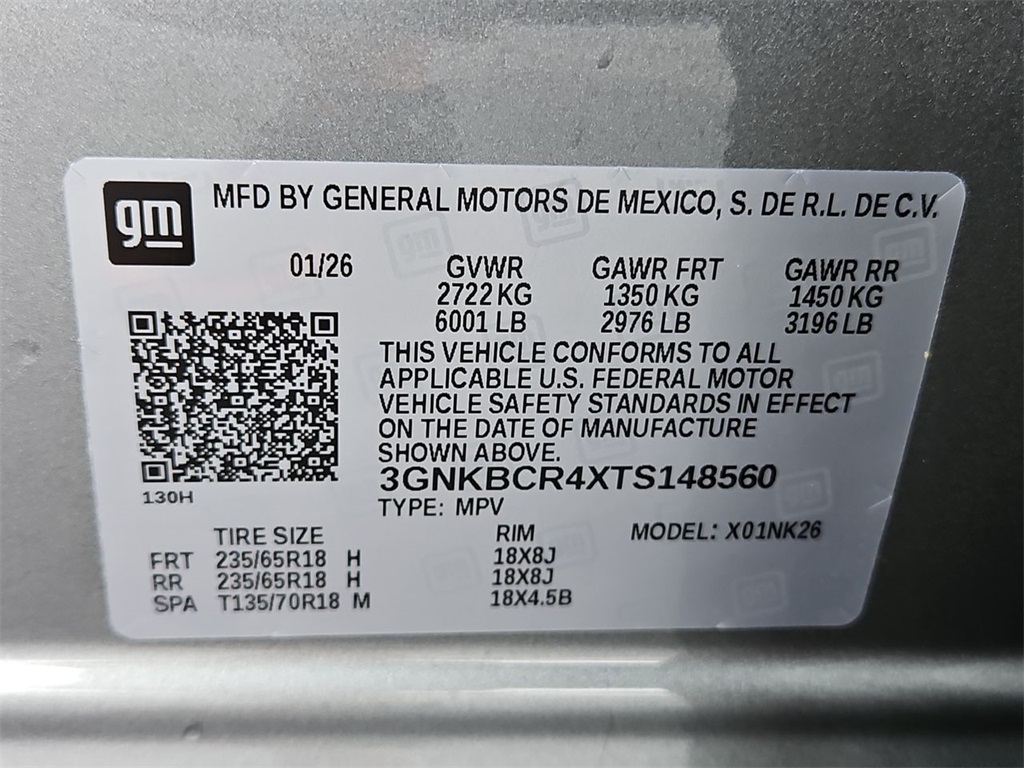 gm
MFD BY GENERAL MOTORS DE MEXICO, S. DE R.L. DE C.V.
01/26 GVWR GAWR FRT GAWR RR
2722 KG 1350 KG 1450 KG
6001 LB 2976 LB 3196 LB
THIS VEHICLE CONFORMS TO ALL
APPLICABLE U.S. FEDERAL MOTOR
VEHICLE SAFETY STANDARDS IN EFFECT
ON THE DATE OF MANUFACTURE
SHOWN ABOVE.
3GNKBCR4XTS148560
130H
TYPE: MPV
TIRE SIZE RIM MODEL: X01NK26
FRT 235/65R18 H 18X8J
RR 235/65R18 H 18X8J
SPA T135/70R18 M 18X4.5B